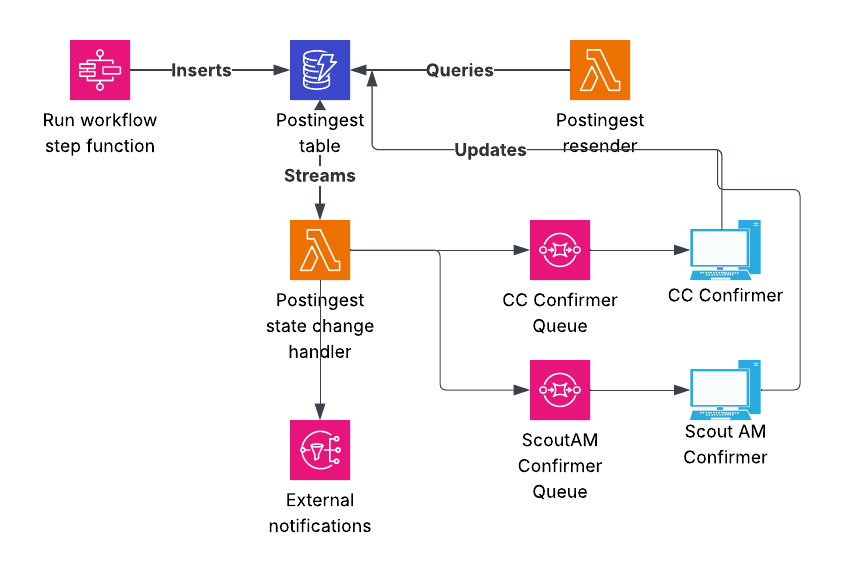 Inserts
Queries
Run workflow
step function
Postingest
table
Postingest
resender
Updates
Streams
Postingest
state change
handler
CC Confirmer
Queue
CC Confirmer
ScoutAM
Confirmer
Queue
Scout AM
Confirmer
External
notifications